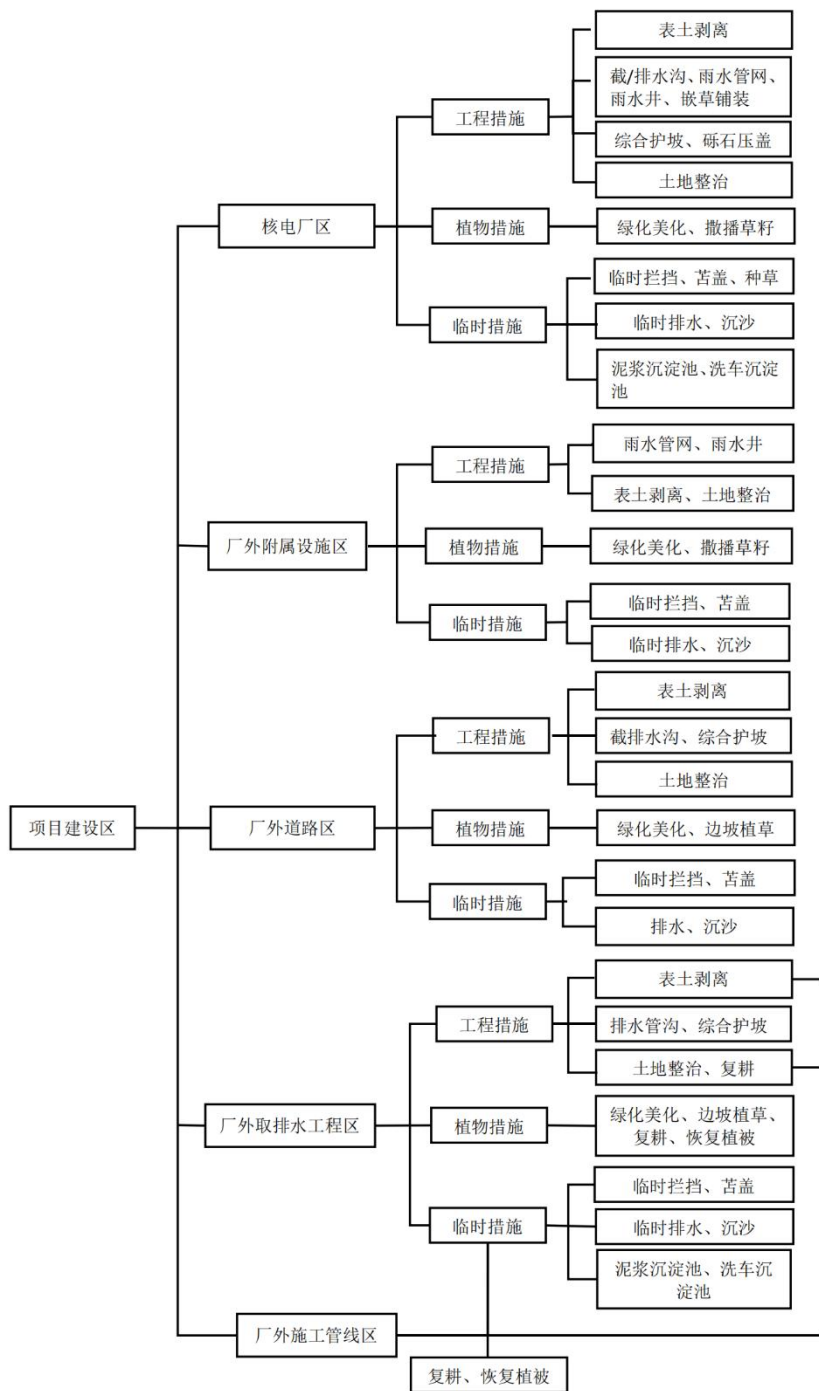 项目建设区
核电厂区
工程措施
表土剥离
截/排水沟、雨水管网、
雨水井、嵌草铺装
综合护坡、砾石压盖
土地整治
植物措施
绿化美化、撒播草籽
临时措施
临时拦挡、苫盖、种草
临时排水、沉沙
泥浆沉淀池、洗车沉淀
池
厂外附属设施区
工程措施
雨水管网、雨水井
表土剥离、土地整治
植物措施
绿化美化、撒播草籽
临时措施
临时拦挡、苫盖
临时排水、沉沙
厂外道路区
工程措施
表土剥离
截排水沟、综合护坡
土地整治
植物措施
绿化美化、边坡植草
临时措施
临时拦挡、苫盖
排水、沉沙
厂外取排水工程区
工程措施
表土剥离
排水管沟、综合护坡
土地整治、复耕
植物措施
绿化美化、边坡植草、
复耕、恢复植被
临时措施
临时拦挡、苫盖
临时排水、沉沙
泥浆沉淀池、洗车沉
淀池
厂外施工管线区
复耕、恢复植被